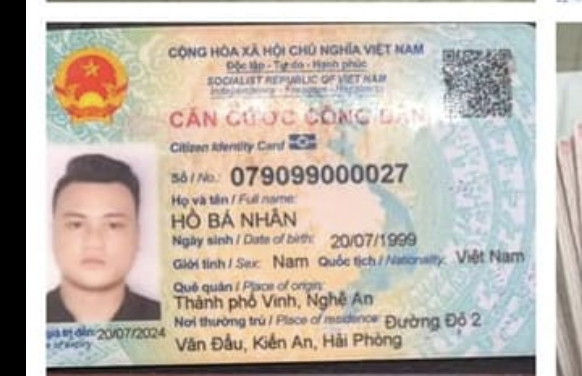 CỘNG HÒA XÃ HỘI CHỦ NGHĨA VIỆT NAM
Độc lập - Tự do - Hạnh phúc
SOCIALIST REPUBLIC OF VIET NAM
Independence - Freedom - Happiness
CĂN CƯỚC CÔNG DÂN
Citizen Identity Card
Số / No.: 079099000027
Họ và tên / Full name:
HỒ BÁ NHÂN
Ngày sinh / Date of birth: 20/07/1999
Giới tính / Sex: Nam Quốc tịch / Nationality: Việt Nam
Quê quán / Place of origin:
Thành phố Vinh, Nghệ An
Nơi thường trú / Place of residence: Đường Đỏ 2
Văn Đẩu, Kiến An, Hải Phòng
giá trị đến: 20/07/2024
of expiry